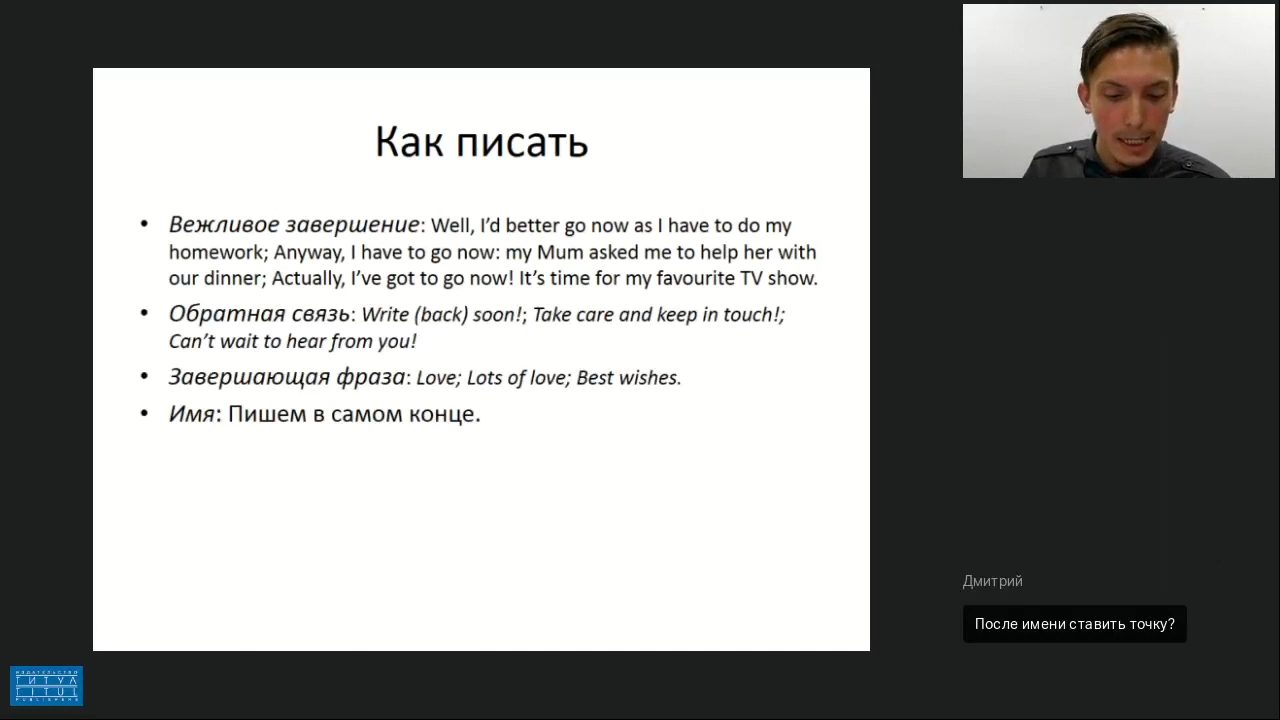 Как писать
• Вежливое завершение: Well, I’d better go now as I have to do my
homework; Anyway, I have to go now: my Mum asked me to help her with
our dinner; Actually, I’ve got to go now! It’s time for my favourite TV show.
• Обратная связь: Write (back) soon!; Take care and keep in touch!;
Can’t wait to hear from you!
• Завершающая фраза: Love; Lots of love; Best wishes.
• Имя: Пишем в самом конце.
Дмитрий
После имени ставить точку?
ИЗДАТЕЛЬСТВО
ТИТУЛ
TITUL
PUBLISHERS